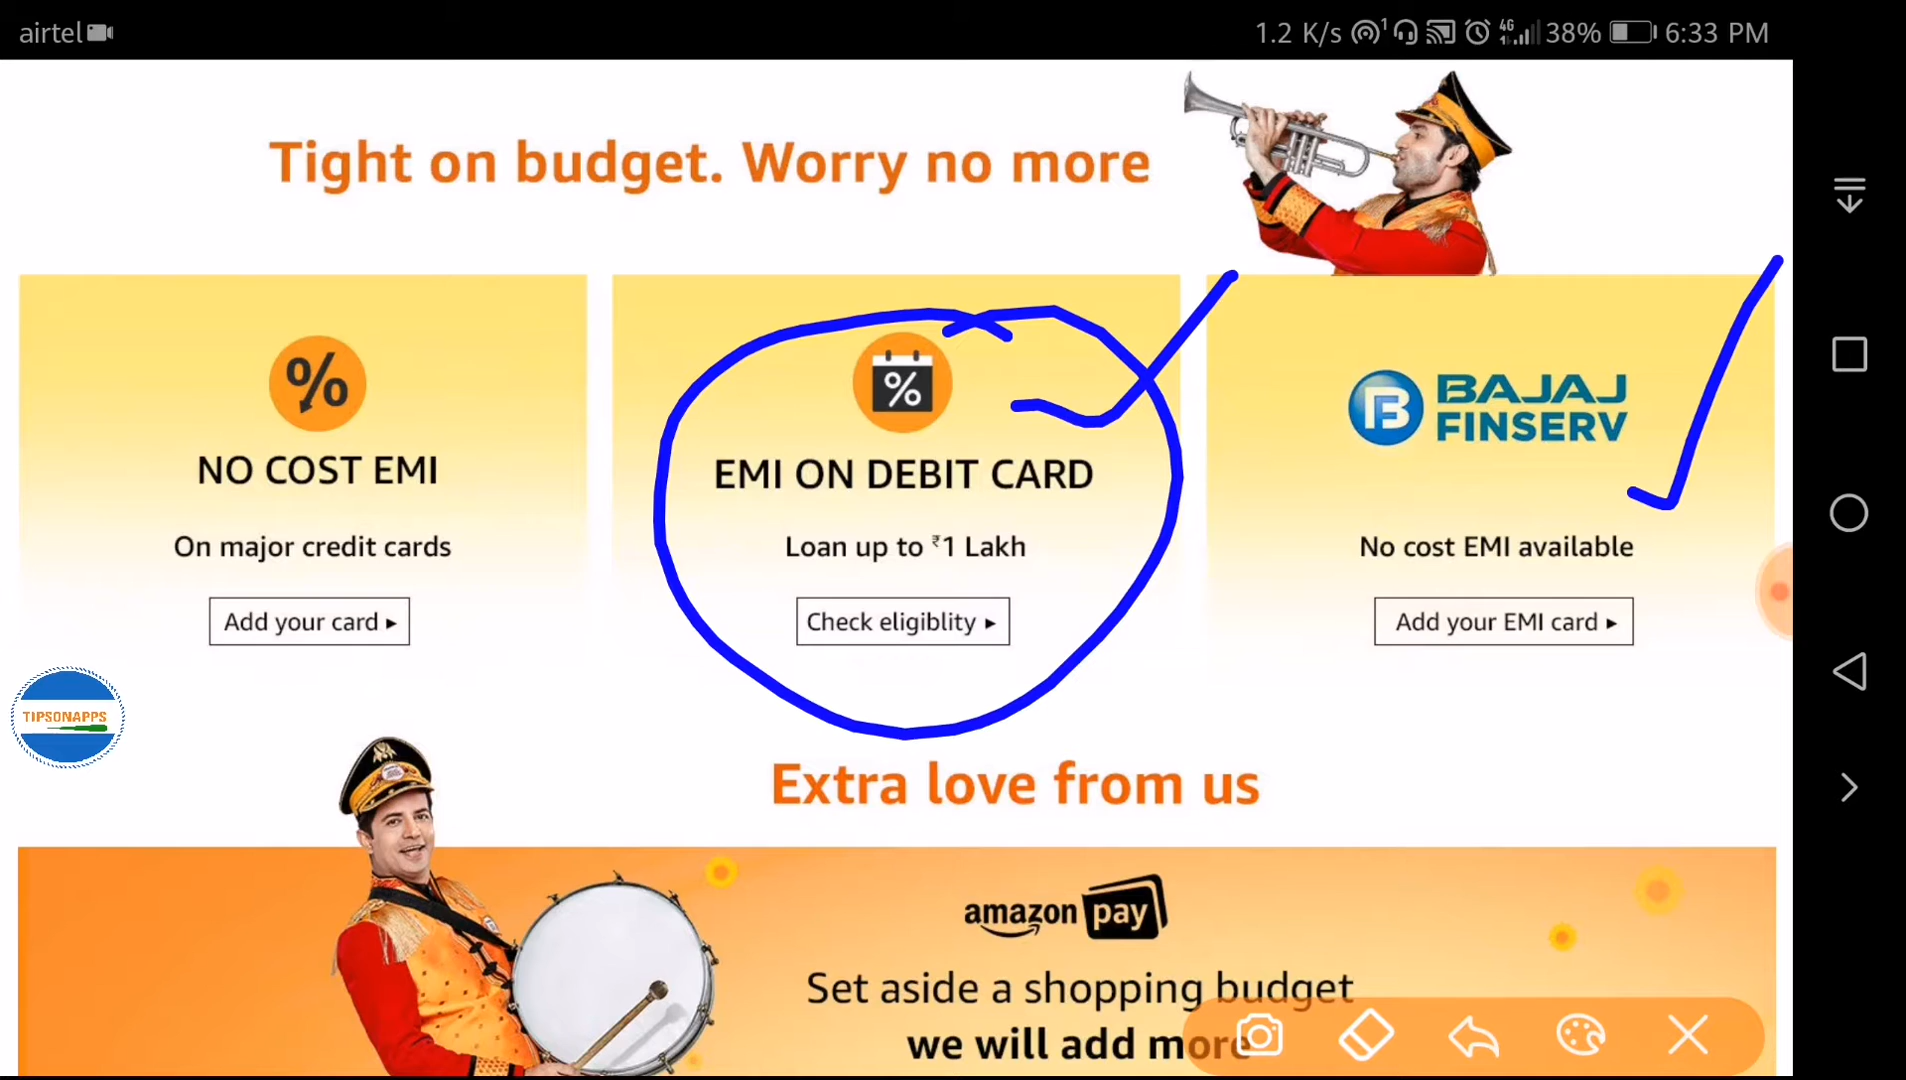 airtel
1.2 K/s 1 4G 38% 6:33 PM
Tight on budget. Worry no more
NO COST EMI
On major credit cards
Add your card ▸
EMI ON DEBIT CARD
Loan up to ₹1 Lakh
Check eligiblity ▸
BAJAJ
FINSERV
No cost EMI available
Add your EMI card ▸
TIPSONAPPS
Extra love from us
amazon pay
Set aside a shopping budget
we will add more